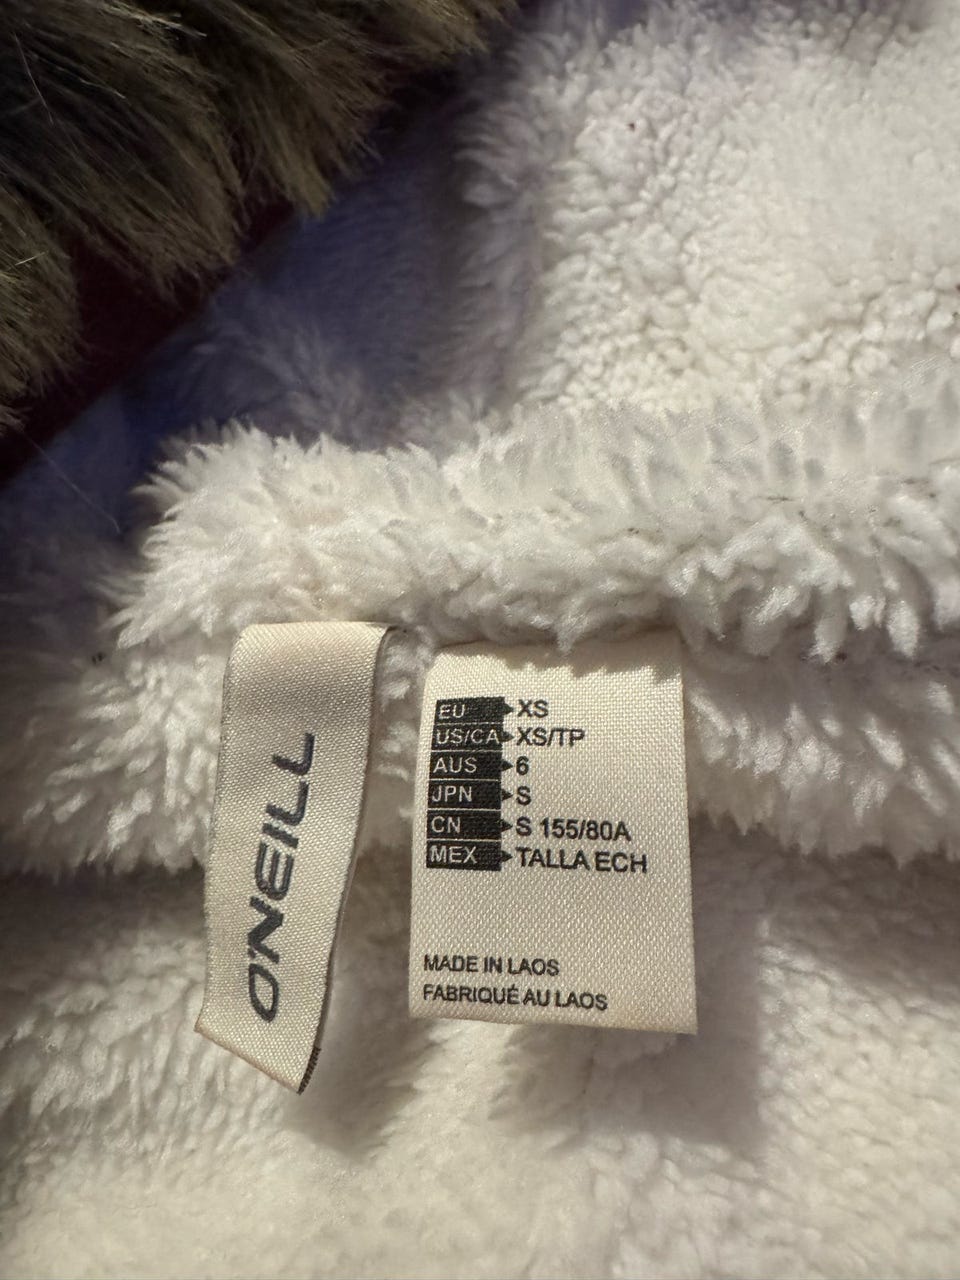 O'NEILL
EU XS
US/CA XS/TP
AUS 6
JPN S
CN S 155/80A
MEX TALLA ECH
MADE IN LAOS
FABRIQUÉ AU LAOS